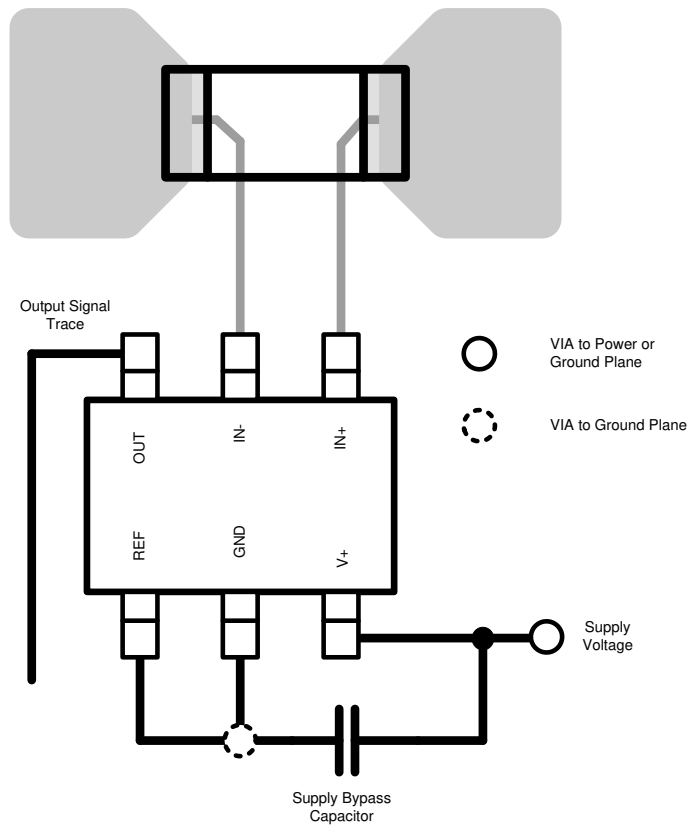 Output Signal
Trace
VIA to Power or
Ground Plane
VIA to Ground Plane
OUT
IN-
IN+
REF
GND
V+
Supply
Voltage
Supply Bypass
Capacitor